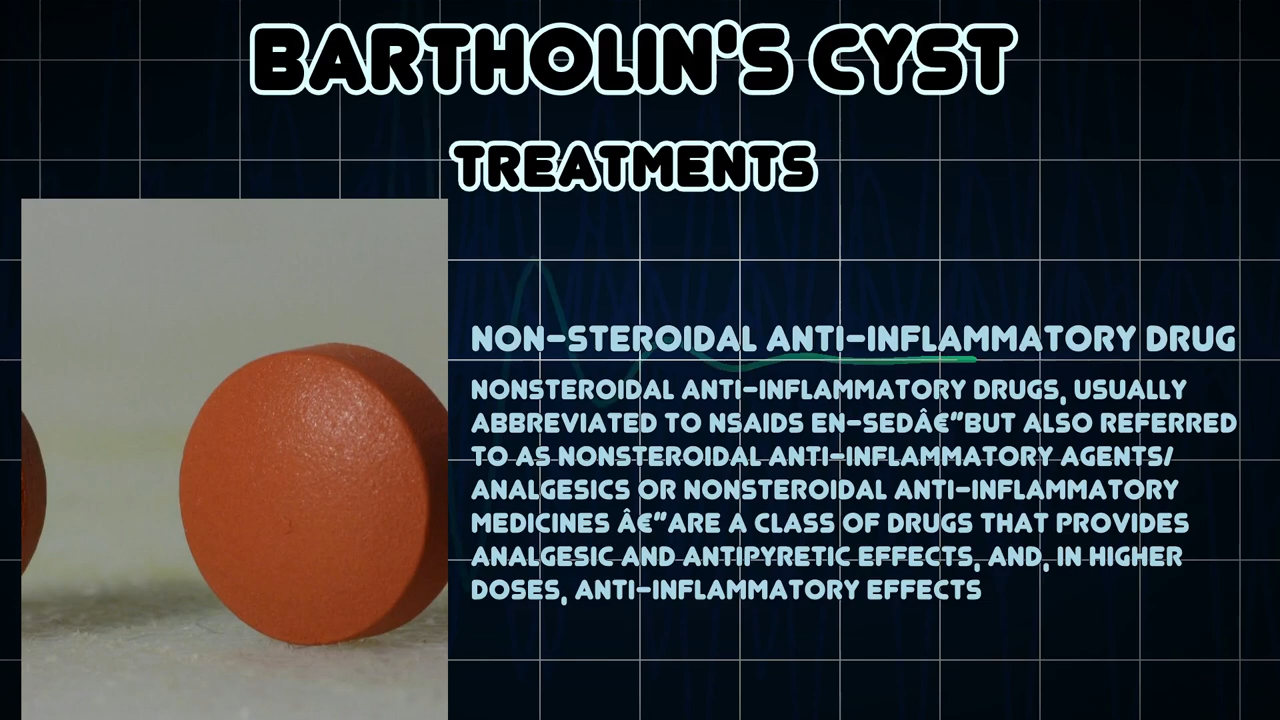 BARTHOLIN'S CYST
TREATMENTS
NON-STEROIDAL ANTI-INFLAMMATORY DRUG
NONSTEROIDAL ANTI-INFLAMMATORY DRUGS, USUALLY
ABBREVIATED TO NSAIDS EN-SEDÂ€"BUT ALSO REFERRED
TO AS NONSTEROIDAL ANTI-INFLAMMATORY AGENTS/
ANALGESICS OR NONSTEROIDAL ANTI-INFLAMMATORY
MEDICINES Â€"ARE A CLASS OF DRUGS THAT PROVIDES
ANALGESIC AND ANTIPYRETIC EFFECTS, AND, IN HIGHER
DOSES, ANTI-INFLAMMATORY EFFECTS